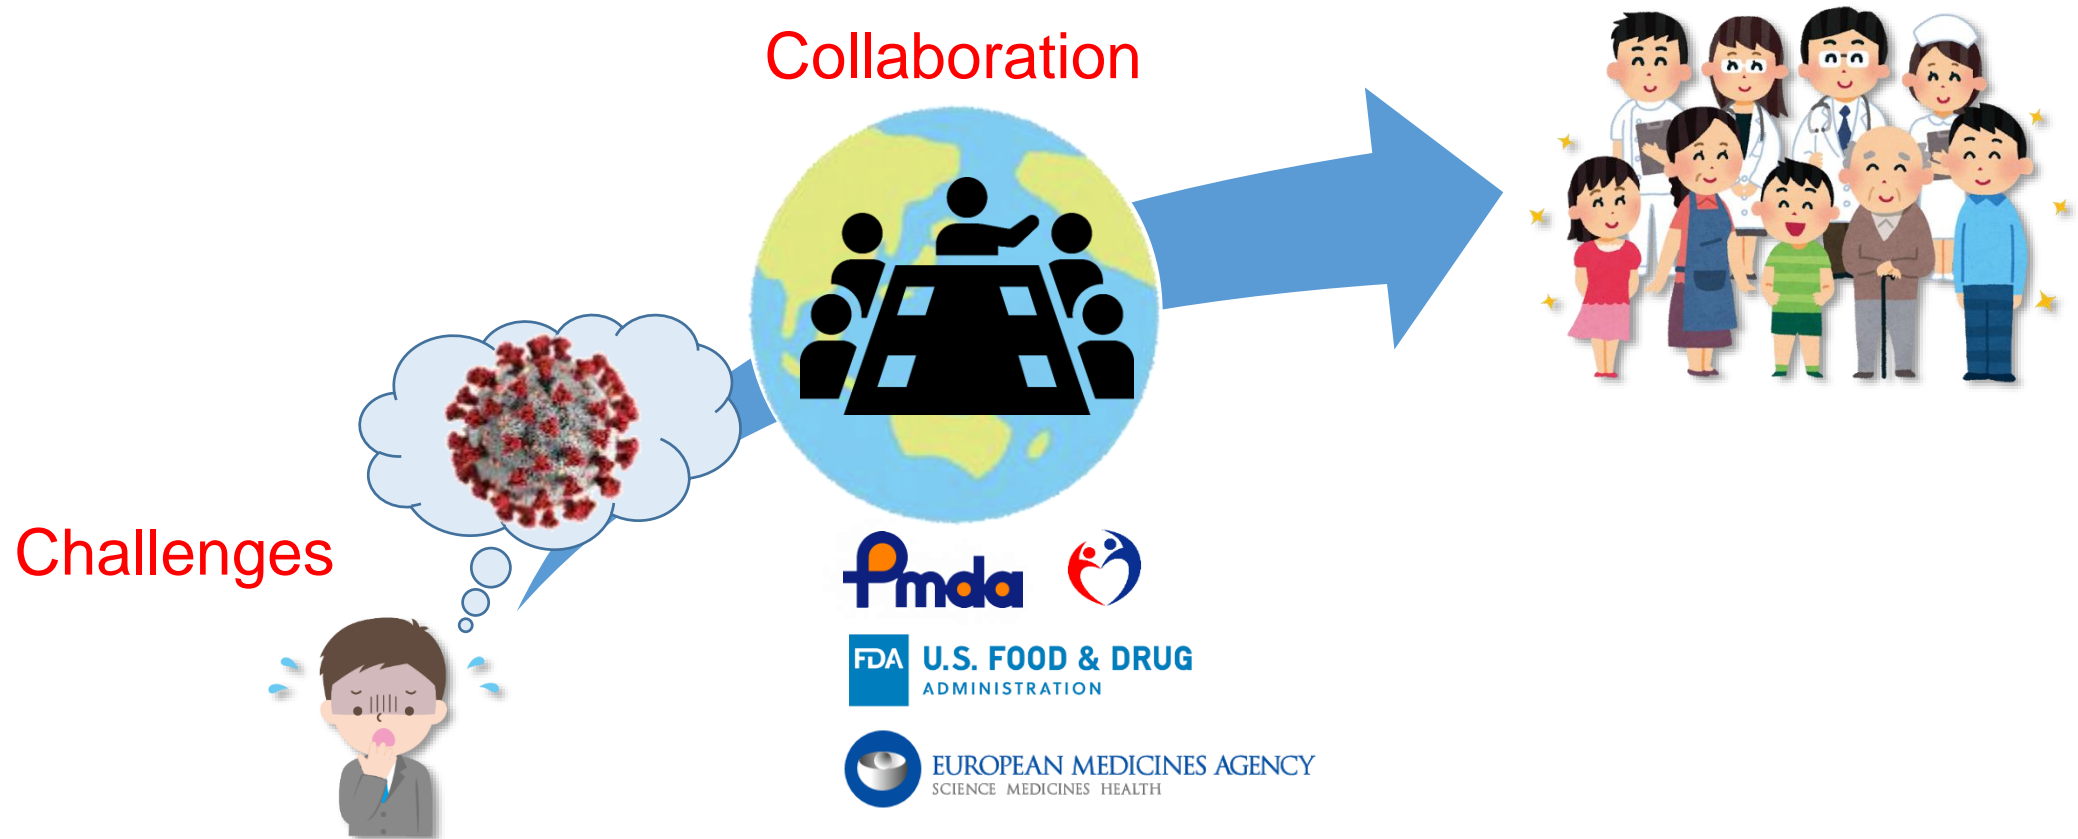 Collaboration
Challenges
Pmda
FDA U.S. FOOD & DRUG
ADMINISTRATION
EUROPEAN MEDICINES AGENCY
SCIENCE MEDICINES HEALTH